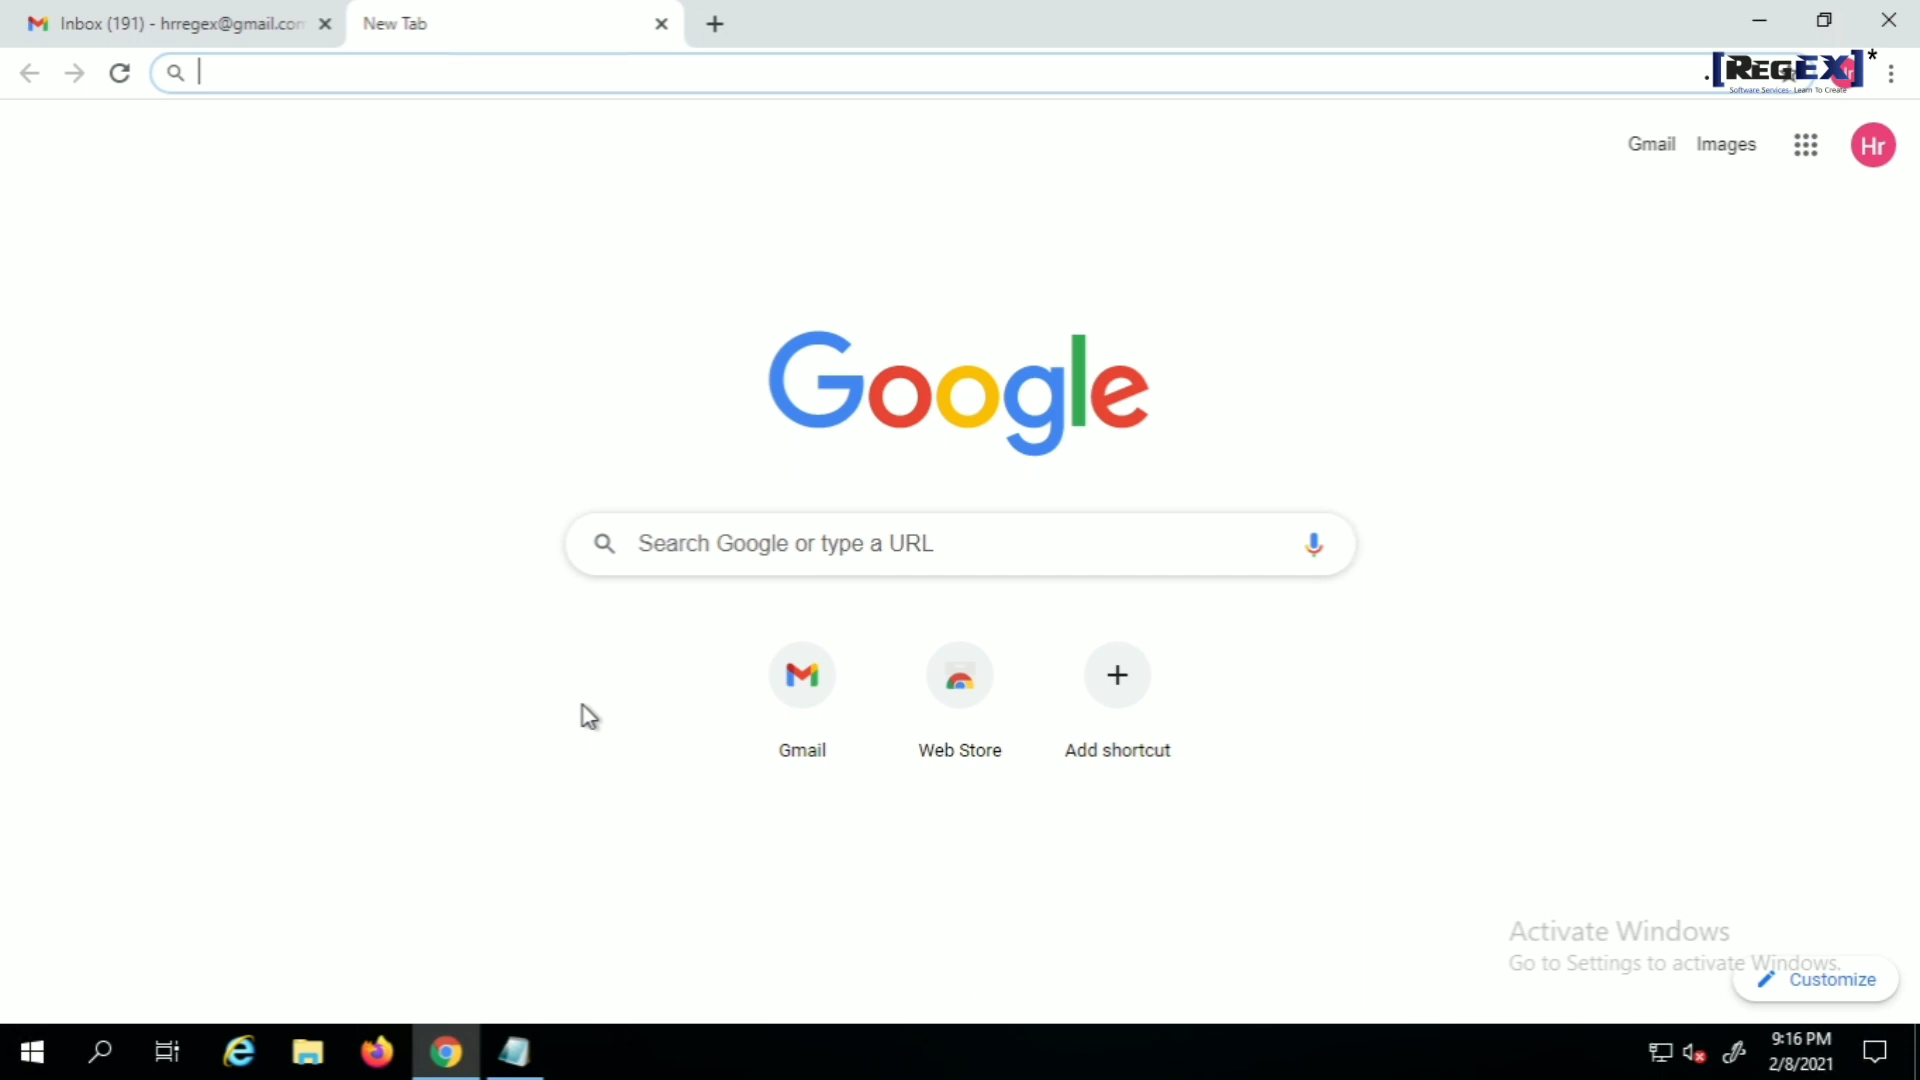 Inbox (191) - hrregex@gmail.com
New Tab
.[RegEX]*
Software Services- Learn To Create
Gmail Images
Hr
Google
Search Google or type a URL
Gmail
Web Store
Add shortcut
Activate Windows
Go to Settings to activate Windows.
Customize
9:16 PM
2/8/2021